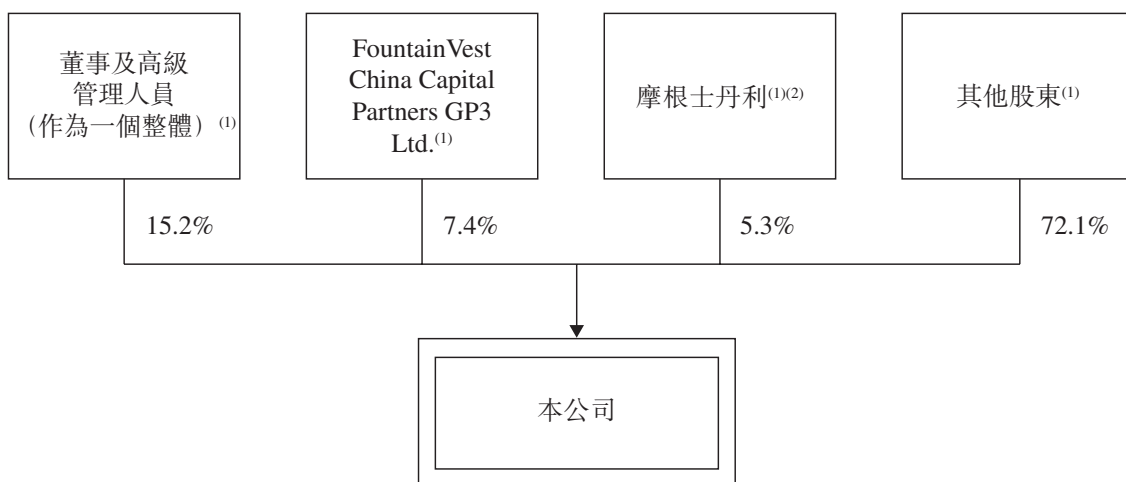 董事及高級
管理人員
（作為一個整體）(1)
FountainVest
China Capital
Partners GP3
Ltd.(1)
摩根士丹利(1)(2)
其他股東(1)
15.2%
7.4%
5.3%
72.1%
本公司